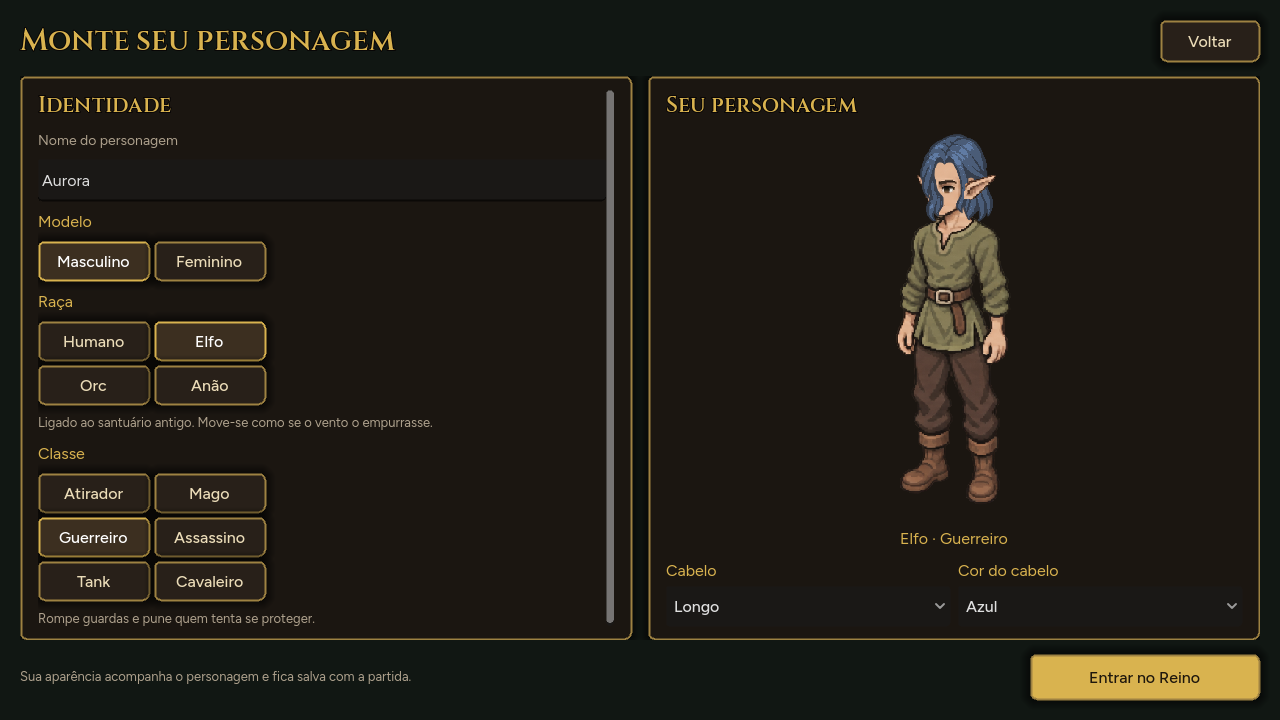 Monte seu personagem
Voltar
Identidade
Nome do personagem
Aurora
Modelo
Masculino
Feminino
Raça
Humano
Elfo
Orc
Anão
Ligado ao santuário antigo. Move-se como se o vento o empurrasse.
Classe
Atirador
Mago
Guerreiro
Assassino
Tank
Cavaleiro
Rompe guardas e pune quem tenta se proteger.
Seu personagem
Elfo · Guerreiro
Cabelo
Cor do cabelo
Longo
Azul
Sua aparência acompanha o personagem e fica salva com a partida.
Entrar no Reino